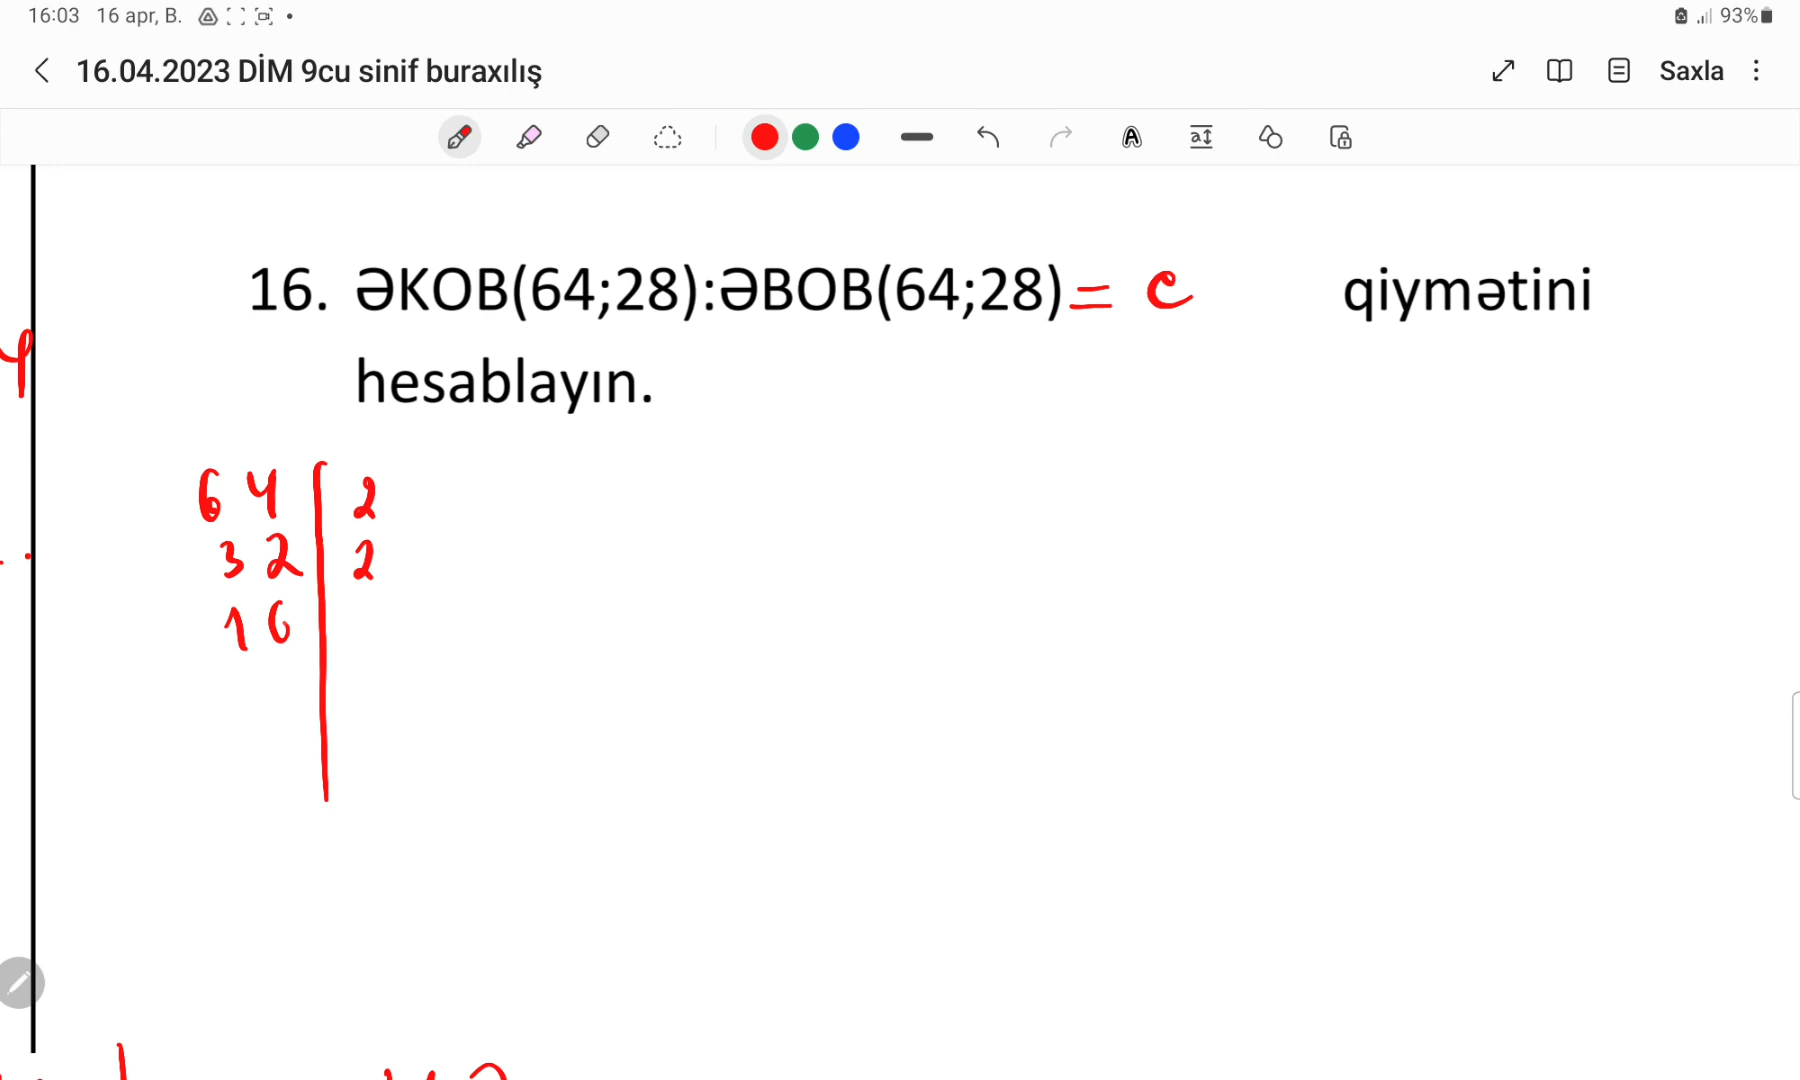 16:03 16 apr, B. 93%
16.04.2023 DİM 9cu sinif buraxılış Saxla
16. ƏKOB(64;28):ƏBOB(64;28) = c qiymətini
hesablayın.
64 | 2
32 | 2
16